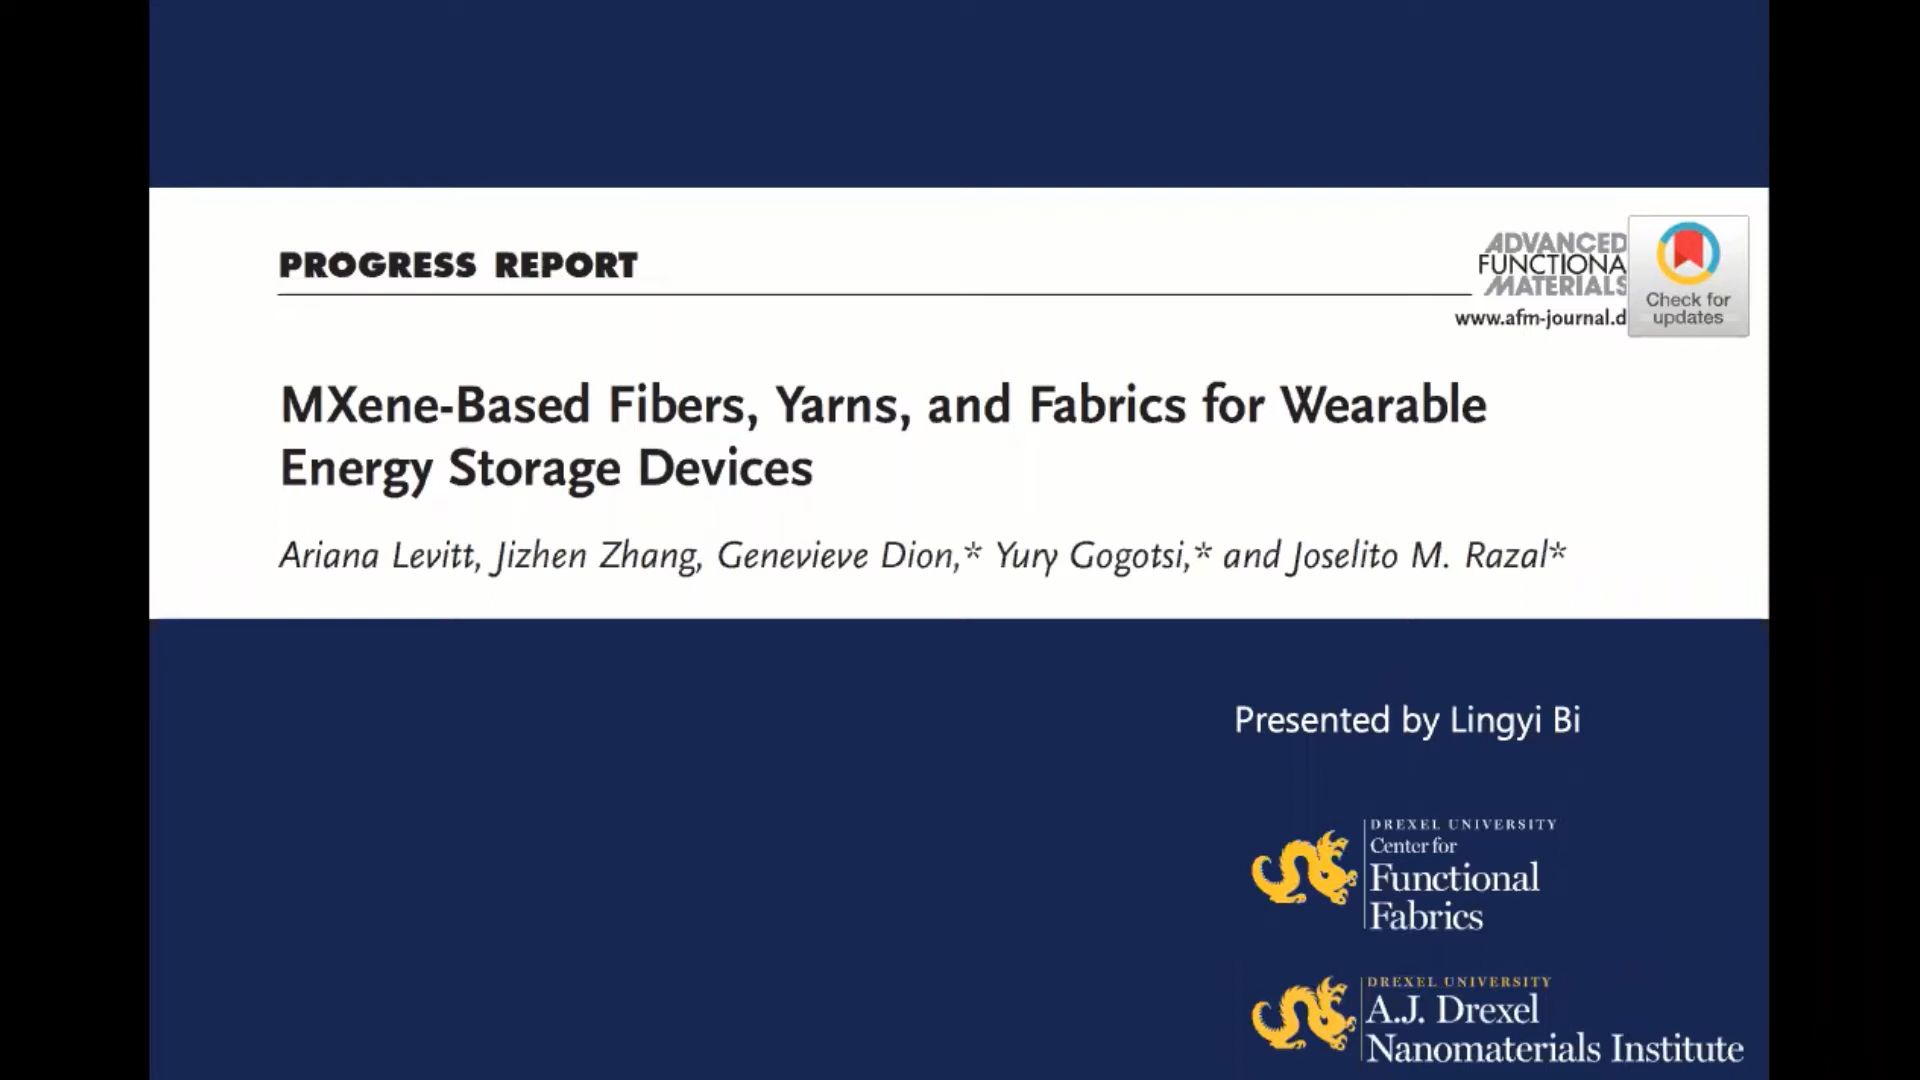 PROGRESS REPORT
ADVANCED
FUNCTIONA
MATERIALS
www.afm-journal.d
Check for
updates
MXene-Based Fibers, Yarns, and Fabrics for Wearable
Energy Storage Devices
Ariana Levitt, Jizhen Zhang, Genevieve Dion,* Yury Gogotsi,* and Joselito M. Razal*
Presented by Lingyi Bi
DREXEL UNIVERSITY
Center for
Functional
Fabrics
DREXEL UNIVERSITY
A.J. Drexel
Nanomaterials Institute